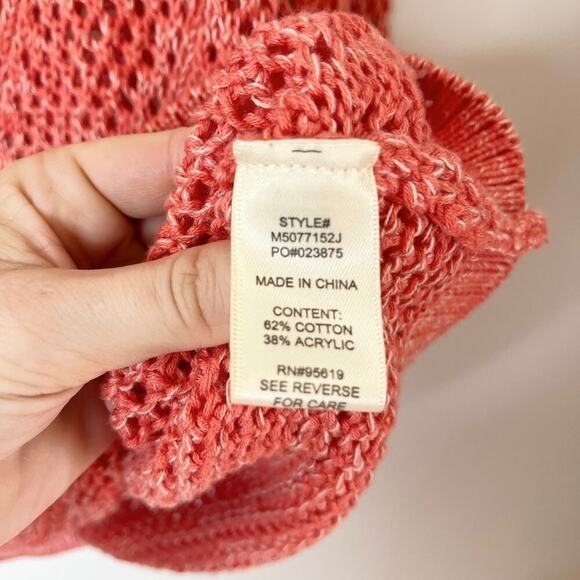 STYLE#
M5077152J
PO#023875
MADE IN CHINA
CONTENT:
62% COTTON
38% ACRYLIC
RN#95619
SEE REVERSE
FOR CARE